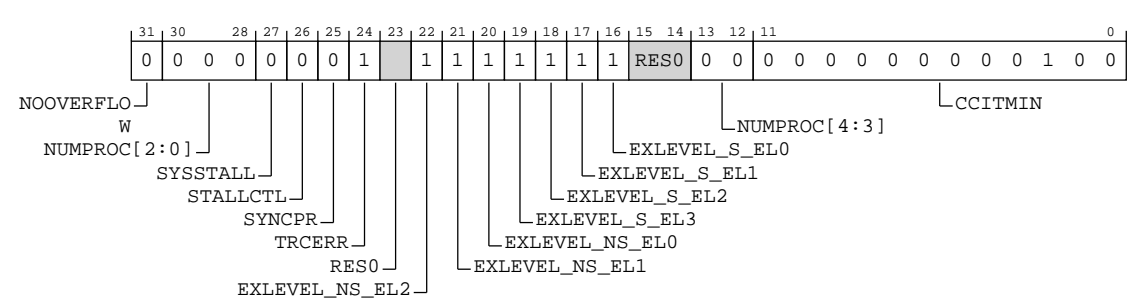 31 30 28 27 26 25 24 23 22 21 20 19 18 17 16 15 14 13 12 11 0
0 0 0 0 0 0 0 1 1 1 1 1 1 1 1 RES0 0 0 0 0 0 0 0 0 0 0 0 1 0 0
NOOVERFLO
W
CCITMIN
NUMPROC[4:3]
NUMPROC[2:0]
EXLEVEL_S_EL0
SYSSTALL
EXLEVEL_S_EL1
STALLCTL
EXLEVEL_S_EL2
SYNCPR
EXLEVEL_S_EL3
TRCERR
EXLEVEL_NS_EL0
RES0
EXLEVEL_NS_EL1
EXLEVEL_NS_EL2